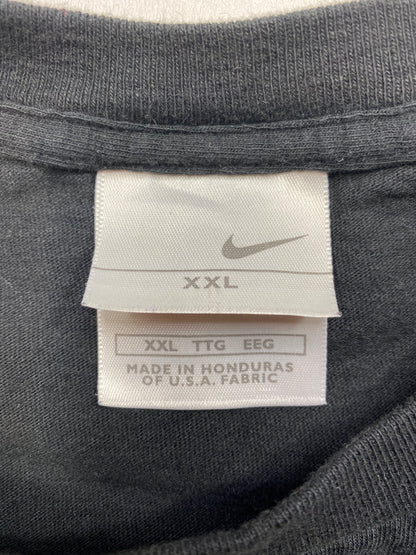 XXL
XXL TTG EEG
MADE IN HONDURAS
OF U.S.A. FABRIC